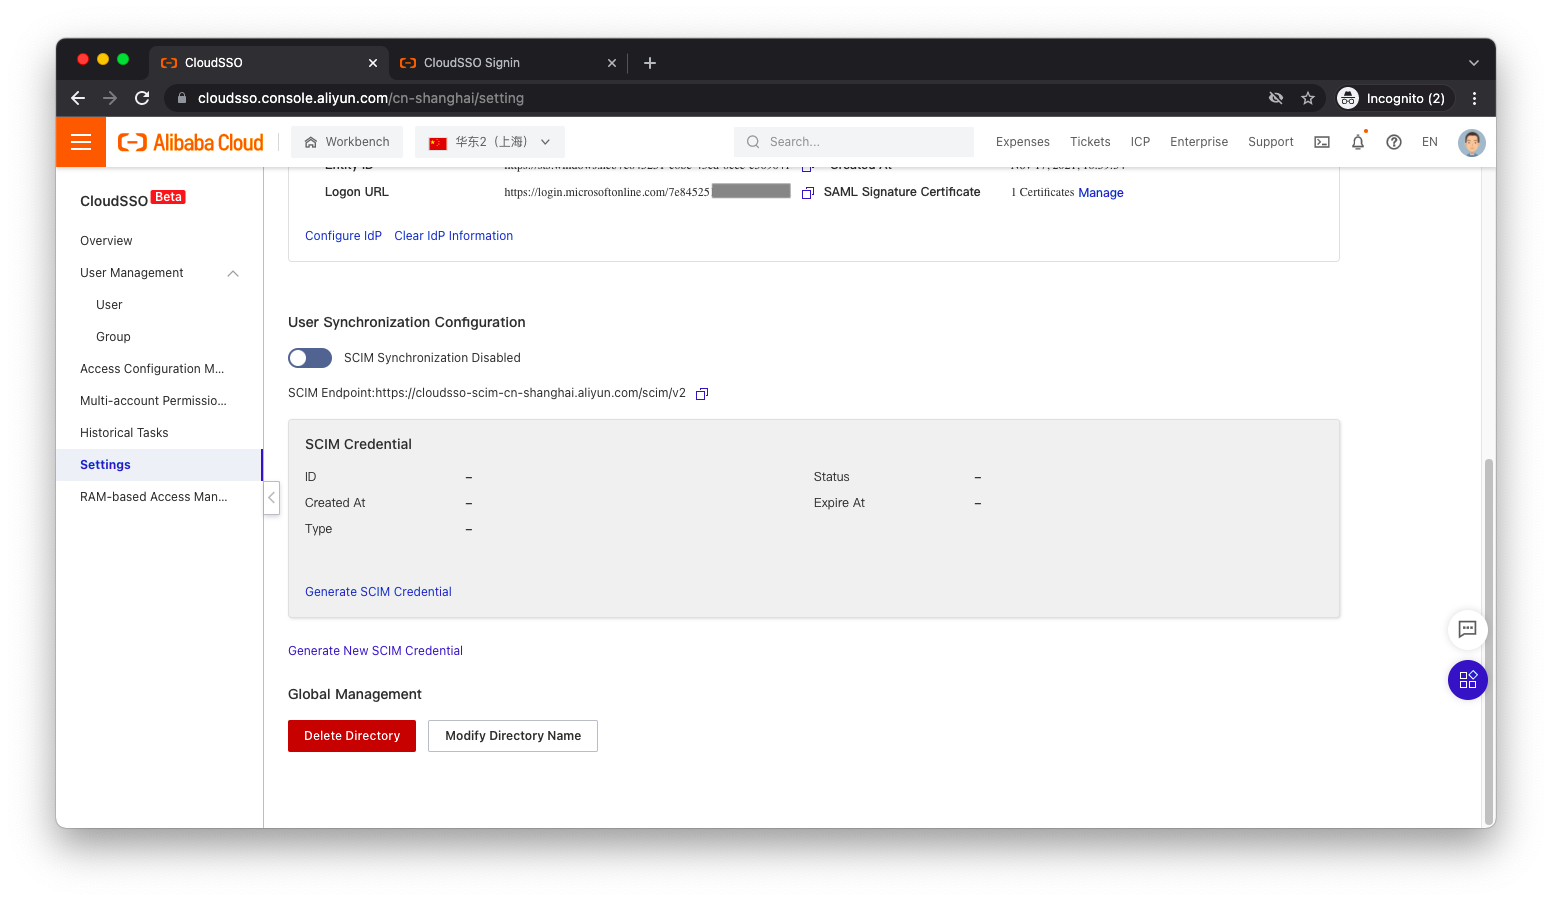 CloudSSO
CloudSSO Signin
cloudsso.console.aliyun.com/cn-shanghai/setting
Incognito (2)
Alibaba Cloud
Workbench
华东2（上海）
Search...
Expenses
Tickets
ICP
Enterprise
Support
EN
CloudSSO Beta
Overview
User Management
User
Group
Access Configuration M...
Multi-account Permissio...
Historical Tasks
Settings
RAM-based Access Man...
Entity ID
Created At
Logon URL https://login.microsoftonline.com/7e84525 SAML Signature Certificate 1 Certificates Manage
Configure IdP Clear IdP Information
User Synchronization Configuration
SCIM Synchronization Disabled
SCIM Endpoint:https://cloudsso-scim-cn-shanghai.aliyun.com/scim/v2
SCIM Credential
ID – Status –
Created At – Expire At –
Type –
Generate SCIM Credential
Generate New SCIM Credential
Global Management
Delete Directory Modify Directory Name